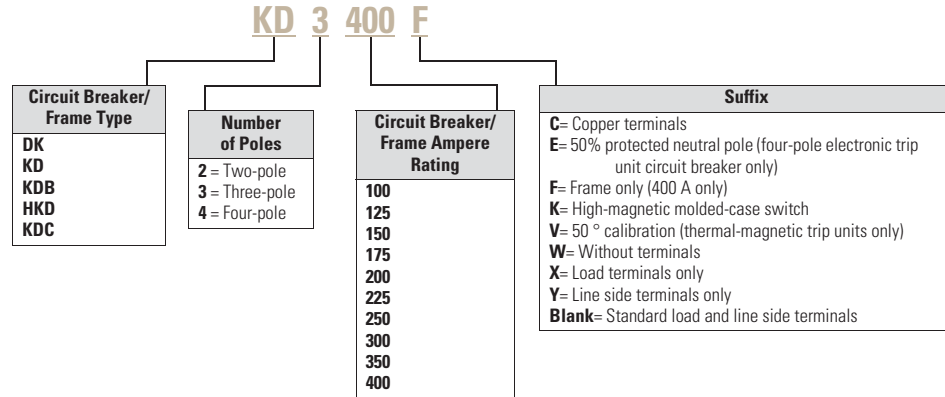 KD 3 400 F
Circuit Breaker/
Frame Type
DK
KD
KDB
HKD
KDC
Number
of Poles
2 = Two-pole
3 = Three-pole
4 = Four-pole
Circuit Breaker/
Frame Ampere
Rating
100
125
150
175
200
225
250
300
350
400
Suffix
C= Copper terminals
E= 50% protected neutral pole (four-pole electronic trip
unit circuit breaker only)
F= Frame only (400 A only)
K= High-magnetic molded-case switch
V= 50 ° calibration (thermal-magnetic trip units only)
W= Without terminals
X= Load terminals only
Y= Line side terminals only
Blank= Standard load and line side terminals